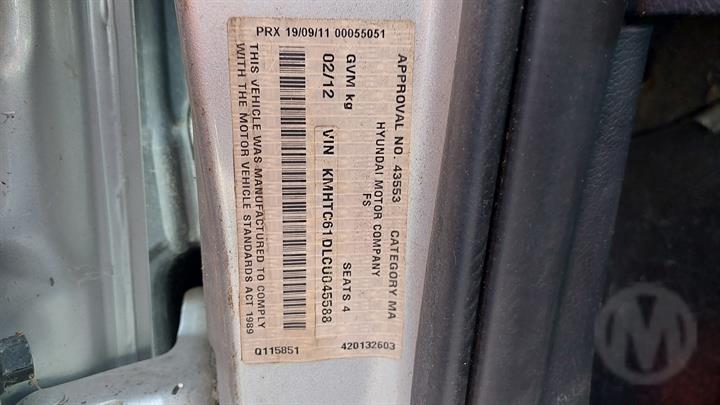 PRX 19/09/11 00055051
APPROVAL NO. 43553 CATEGORY MA
HYUNDAI MOTOR COMPANY
FS
GVM kg SEATS 4
02/12 VIN KMHTC61DLCU045588
THIS VEHICLE WAS MANUFACTURED TO COMPLY
WITH THE MOTOR VEHICLE STANDARDS ACT 1989
Q115851 420132603
M